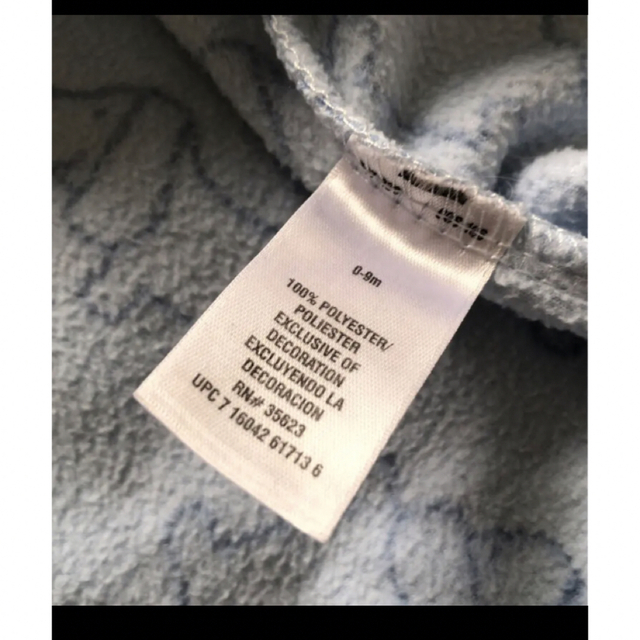 0-9m
100% POLYESTER/
POLIESTER
EXCLUSIVE OF
DECORATION
EXCLUYENDO LA
DECORACION
RN# 35623
UPC 7 16042 61713 6